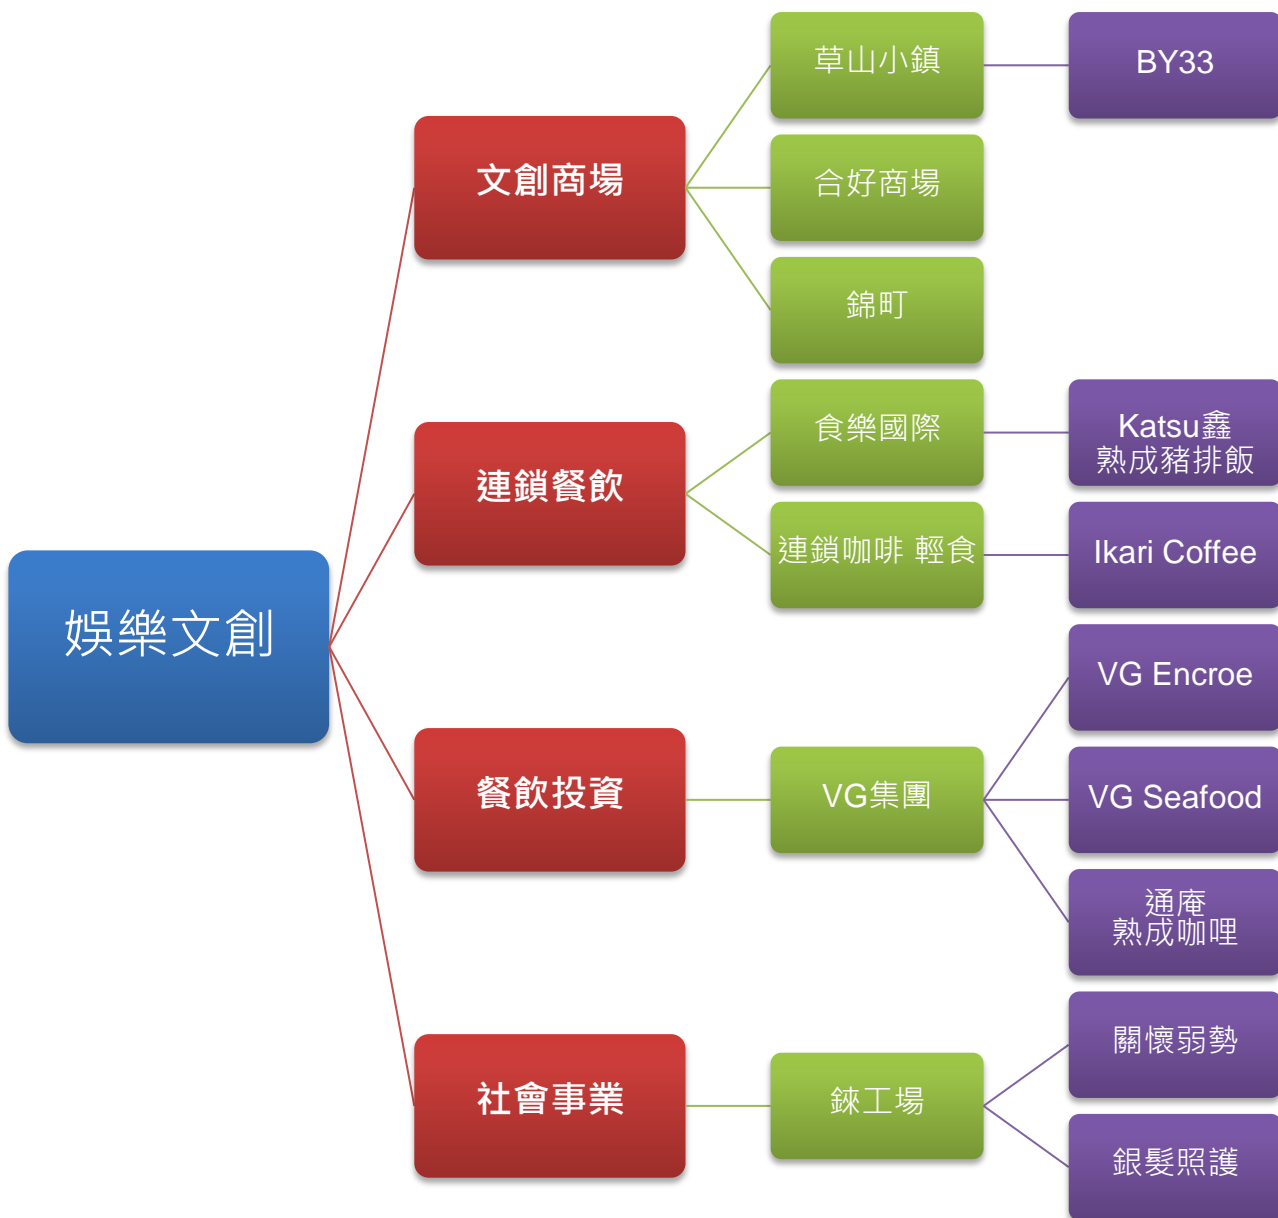 娛樂文創
文創商場
草山小鎮
BY33
合好商場
錦町
連鎖餐飲
食樂國際
Katsu鑫
熟成豬排飯
連鎖咖啡 輕食
Ikari Coffee
餐飲投資
VG集團
VG Encroe
VG Seafood
通庵
熟成咖哩
社會事業
錸工場
關懷弱勢
銀髮照護